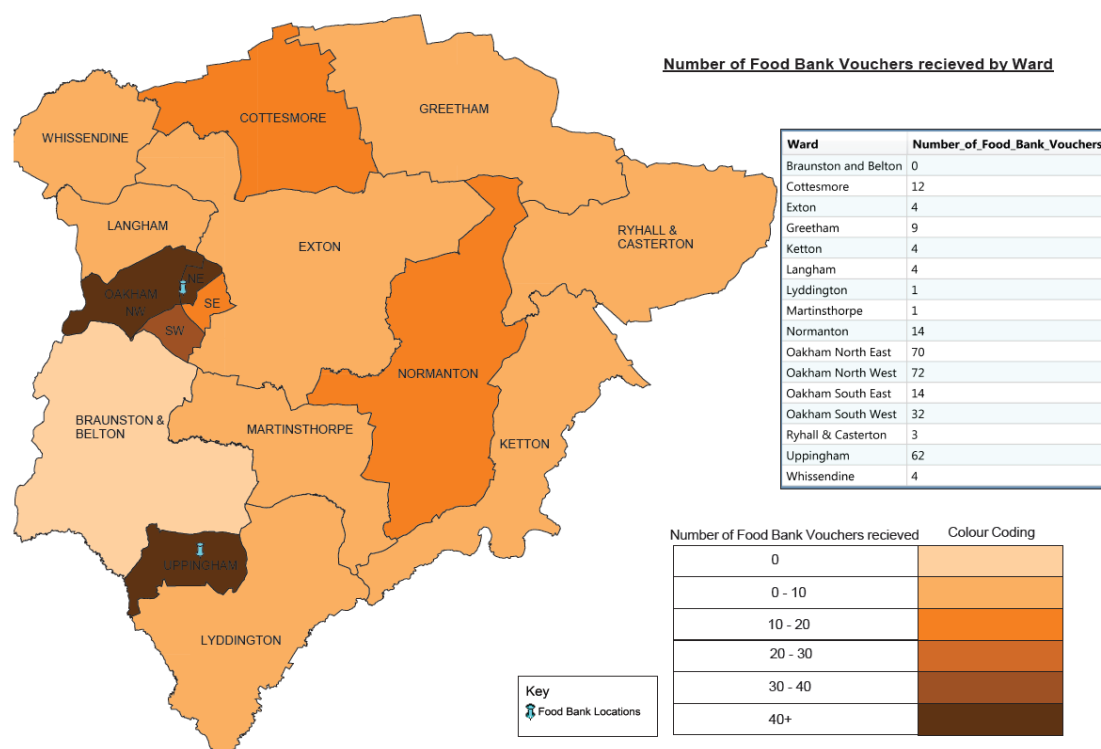 Number of Food Bank Vouchers recieved by Ward
GREETHAM
COTTESMORE
WHISSENDINE
LANGHAM
EXTON
RYHALL &
CASTERTON
NE
OAKHAM
NW
SE
SW
NORMANTON
BRAUNSTON &
BELTON
MARTINSTHORPE
KETTON
UPPINGHAM
LYDDINGTON
Ward Number_of_Food_Bank_Vouchers
Braunston and Belton 0
Cottesmore 12
Exton 4
Greetham 9
Ketton 4
Langham 4
Lyddington 1
Martinsthorpe 1
Normanton 14
Oakham North East 70
Oakham North West 72
Oakham South East 14
Oakham South West 32
Ryhall & Casterton 3
Uppingham 62
Whissendine 4
Number of Food Bank Vouchers recieved Colour Coding
0
0 - 10
10 - 20
20 - 30
30 - 40
40+
Key
Food Bank Locations